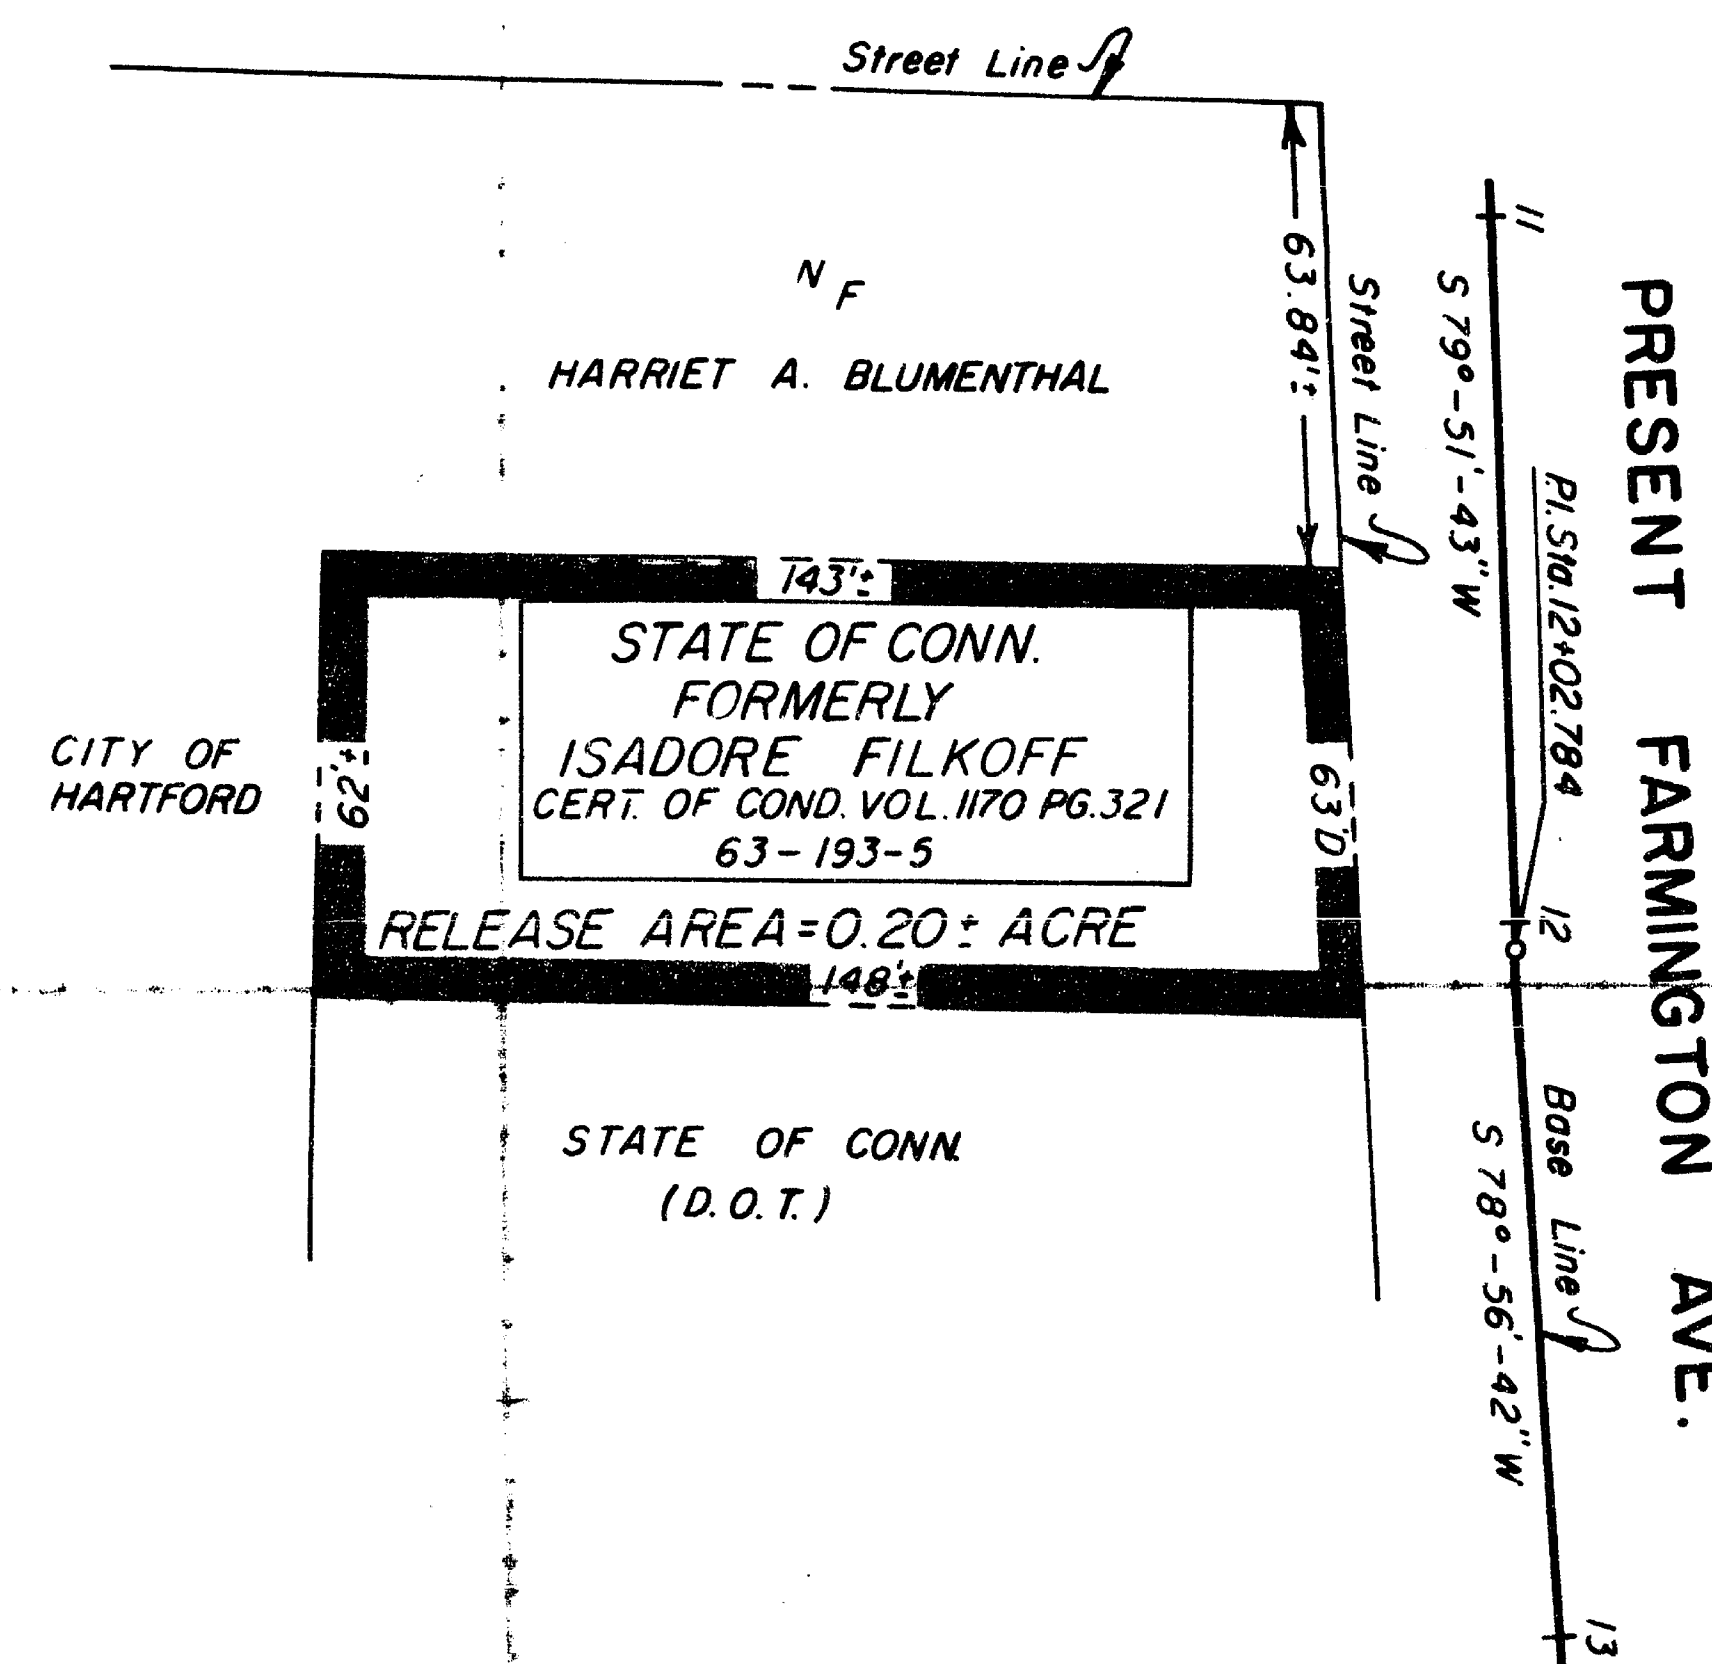 Street Line
N F
HARRIET A. BLUMENTHAL
63.84'±
Street Line
11
S 79°-51'-43" W
P.I. Sta. 12+02.784
PRESENT FARMINGTON AVE.
143'±
STATE OF CONN.
FORMERLY
ISADORE FILKOFF
CERT. OF COND. VOL. 1170 PG. 321
63-193-5
CITY OF
HARTFORD
62'±
63'
12
RELEASE AREA = 0.20 ± ACRE
148'±
STATE OF CONN.
(D.O.T.)
Base Line
S 78°-56'-42" W
13